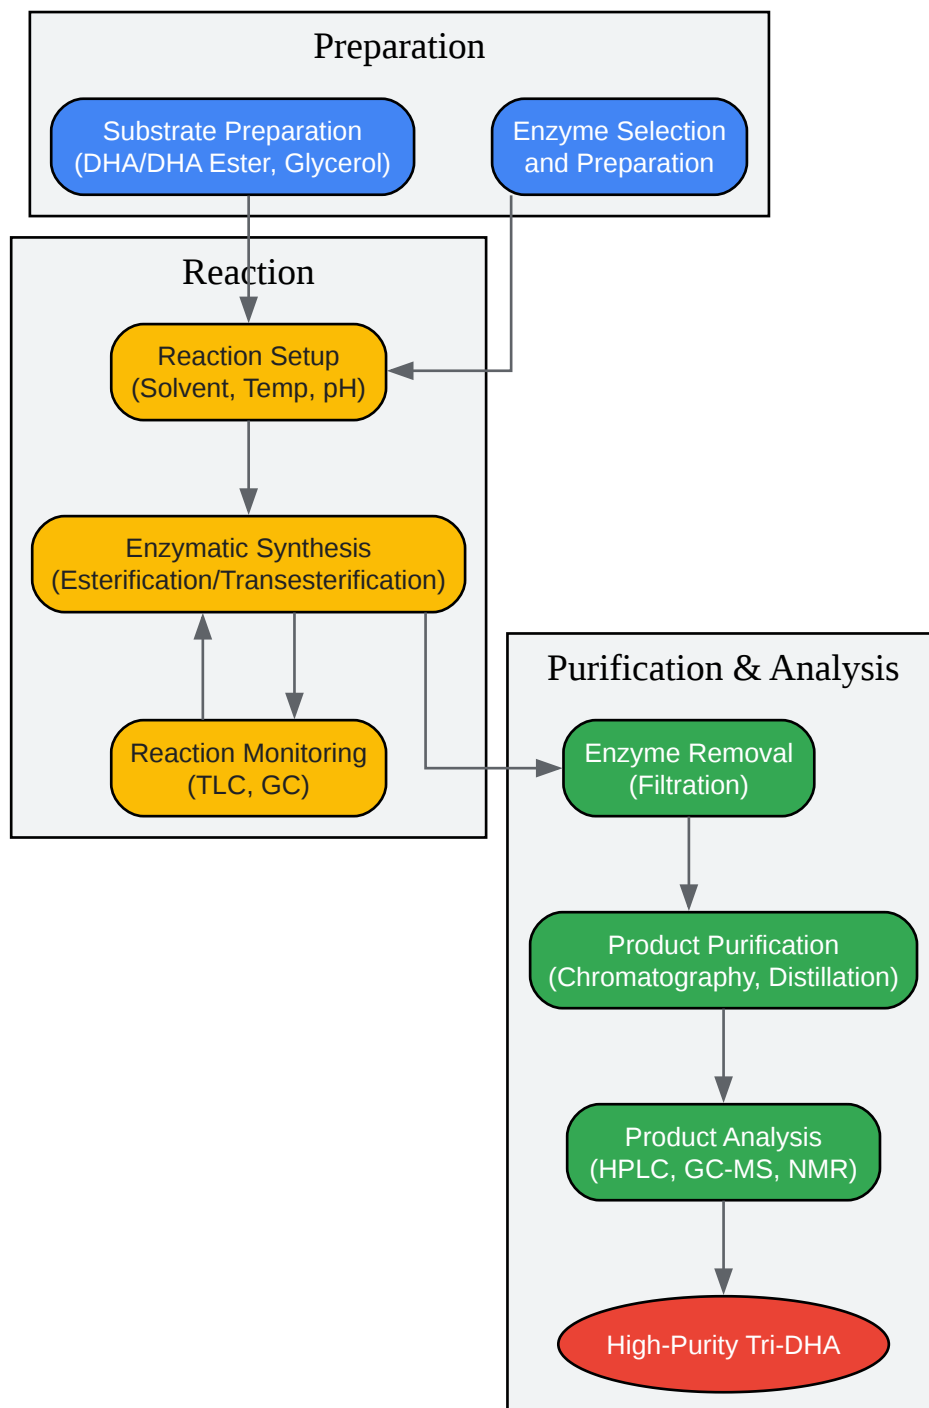 Preparation
Substrate Preparation
(DHA/DHA Ester, Glycerol)
Enzyme Selection
and Preparation
Reaction
Reaction Setup
(Solvent, Temp, pH)
Enzymatic Synthesis
(Esterification/Transesterification)
Reaction Monitoring
(TLC, GC)
Purification & Analysis
Enzyme Removal
(Filtration)
Product Purification
(Chromatography, Distillation)
Product Analysis
(HPLC, GC-MS, NMR)
High-Purity Tri-DHA